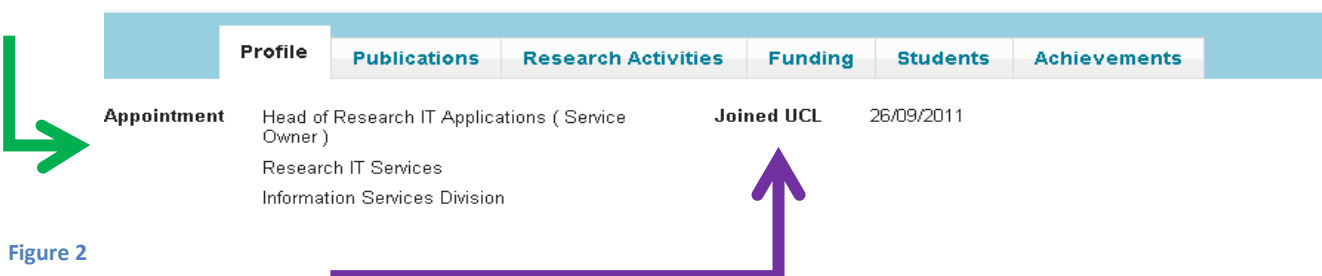 Profile Publications Research Activities Funding Students Achievements
Appointment Head of Research IT Applications ( Service Joined UCL 26/09/2011
Owner )
Research IT Services
Information Services Division
Figure 2